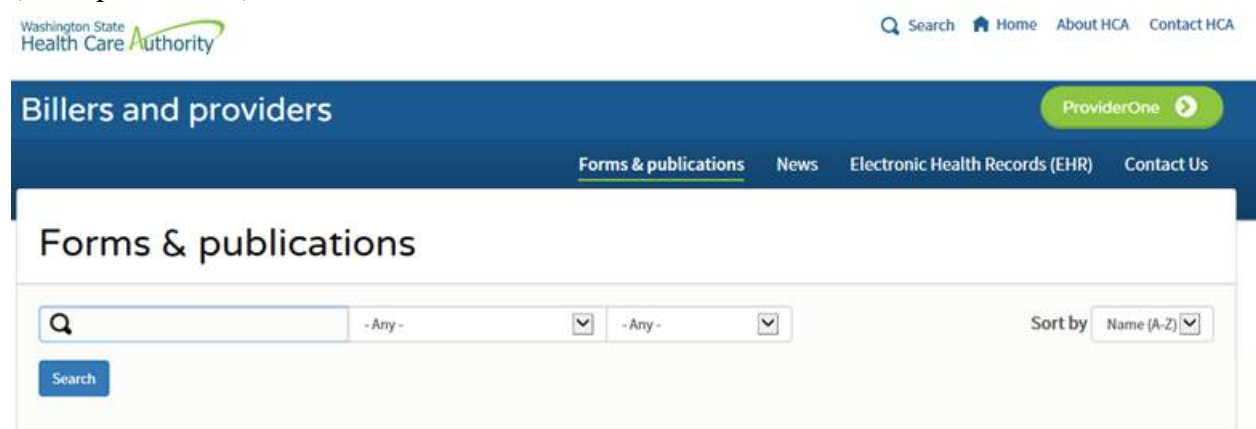 Washington State
Health Care Authority
Search Home About HCA Contact HCA
Billers and providers
ProviderOne
Forms & publications News Electronic Health Records (EHR) Contact Us
Forms & publications
- Any - - Any - Sort by Name (A-Z)
Search